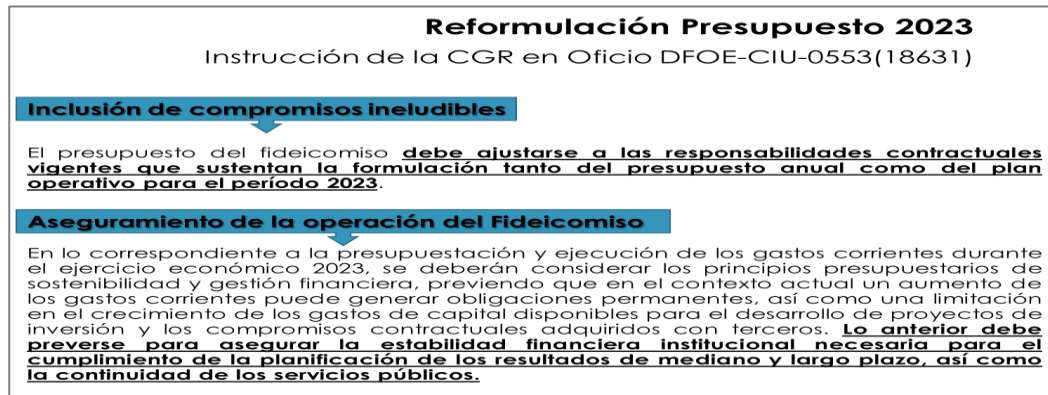 Reformulación Presupuesto 2023
Instrucción de la CGR en Oficio DFOE-CIU-0553(18631)
Inclusión de compromisos ineludibles
El presupuesto del fideicomiso debe ajustarse a las responsabilidades contractuales
vigentes que sustentan la formulación tanto del presupuesto anual como del plan
operativo para el período 2023.
Aseguramiento de la operación del Fideicomiso
En lo correspondiente a la presupuestación y ejecución de los gastos corrientes durante
el ejercicio económico 2023, se deberán considerar los principios presupuestarios de
sostenibilidad y gestión financiera, previendo que en el contexto actual un aumento de
los gastos corrientes puede generar obligaciones permanentes, así como una limitación
en el crecimiento de los gastos de capital disponibles para el desarrollo de proyectos de
inversión y los compromisos contractuales adquiridos con terceros. Lo anterior debe
preverse para asegurar la estabilidad financiera institucional necesaria para el
cumplimiento de la planificación de los resultados de mediano y largo plazo, así como
la continuidad de los servicios públicos.